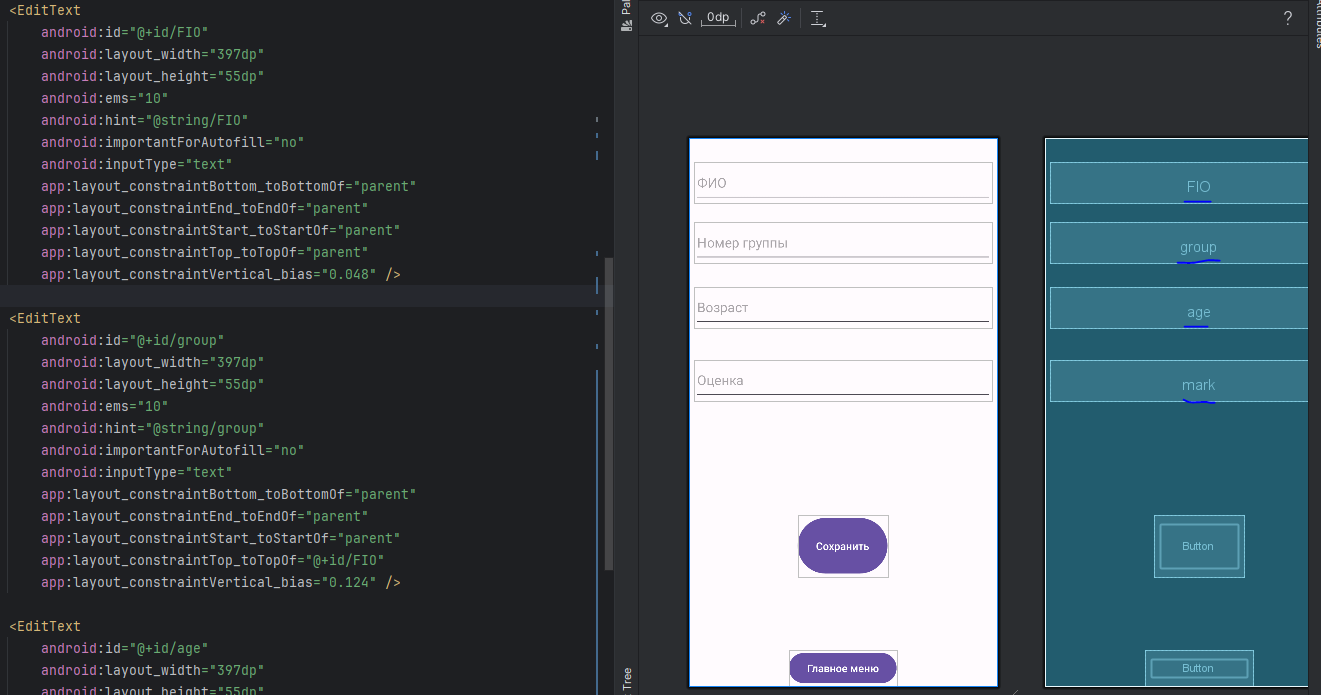 <EditText
android:id="@+id/FIO"
android:layout_width="397dp"
android:layout_height="55dp"
android:ems="10"
android:hint="@string/FIO"
android:importantForAutofill="no"
android:inputType="text"
app:layout_constraintBottom_toBottomOf="parent"
app:layout_constraintEnd_toEndOf="parent"
app:layout_constraintStart_toStartOf="parent"
app:layout_constraintTop_toTopOf="parent"
app:layout_constraintVertical_bias="0.048" />
<EditText
android:id="@+id/group"
android:layout_width="397dp"
android:layout_height="55dp"
android:ems="10"
android:hint="@string/group"
android:importantForAutofill="no"
android:inputType="text"
app:layout_constraintBottom_toBottomOf="parent"
app:layout_constraintEnd_toEndOf="parent"
app:layout_constraintStart_toStartOf="parent"
app:layout_constraintTop_toTopOf="@+id/FIO"
app:layout_constraintVertical_bias="0.124" />
<EditText
android:id="@+id/age"
android:layout_width="397dp"
android:layout_height="55dp"
Pal
Tree
0dp
?
ФИО
Номер группы
Возраст
Оценка
Сохранить
Главное меню
FIO
group
age
mark
Button
Button